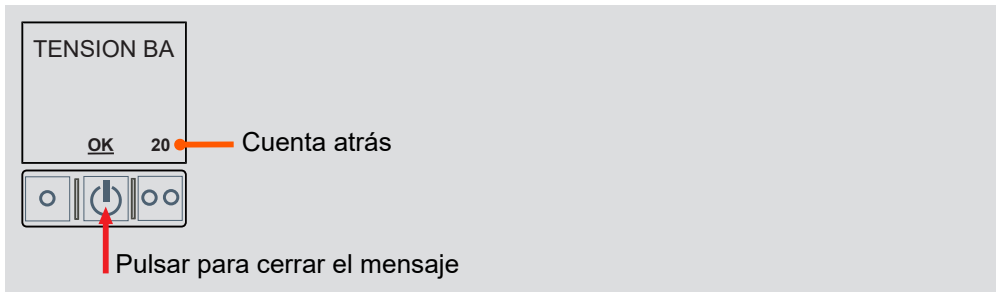 TENSION BA
OK 20
Cuenta atrás
Pulsar para cerrar el mensaje